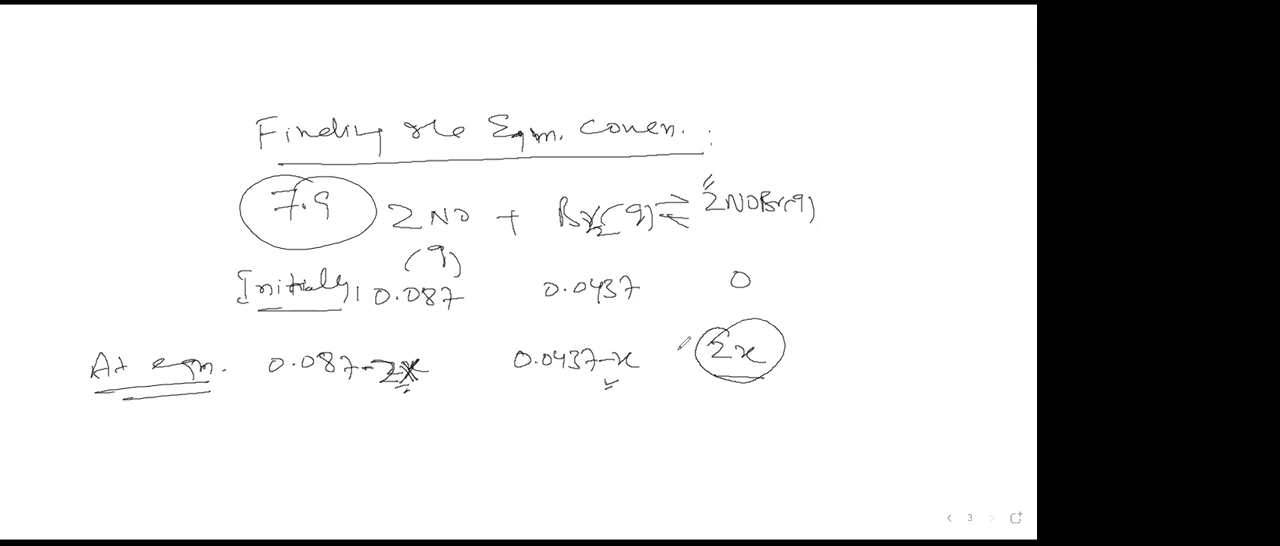 Finding the Eqm. concn. :
7.9 2NO + Br2(g) ⇌ 2NOBr(g)
(g)
Initially, 0.087 0.0437 0
At eqm. 0.087-2x 0.0437-x 2x
3